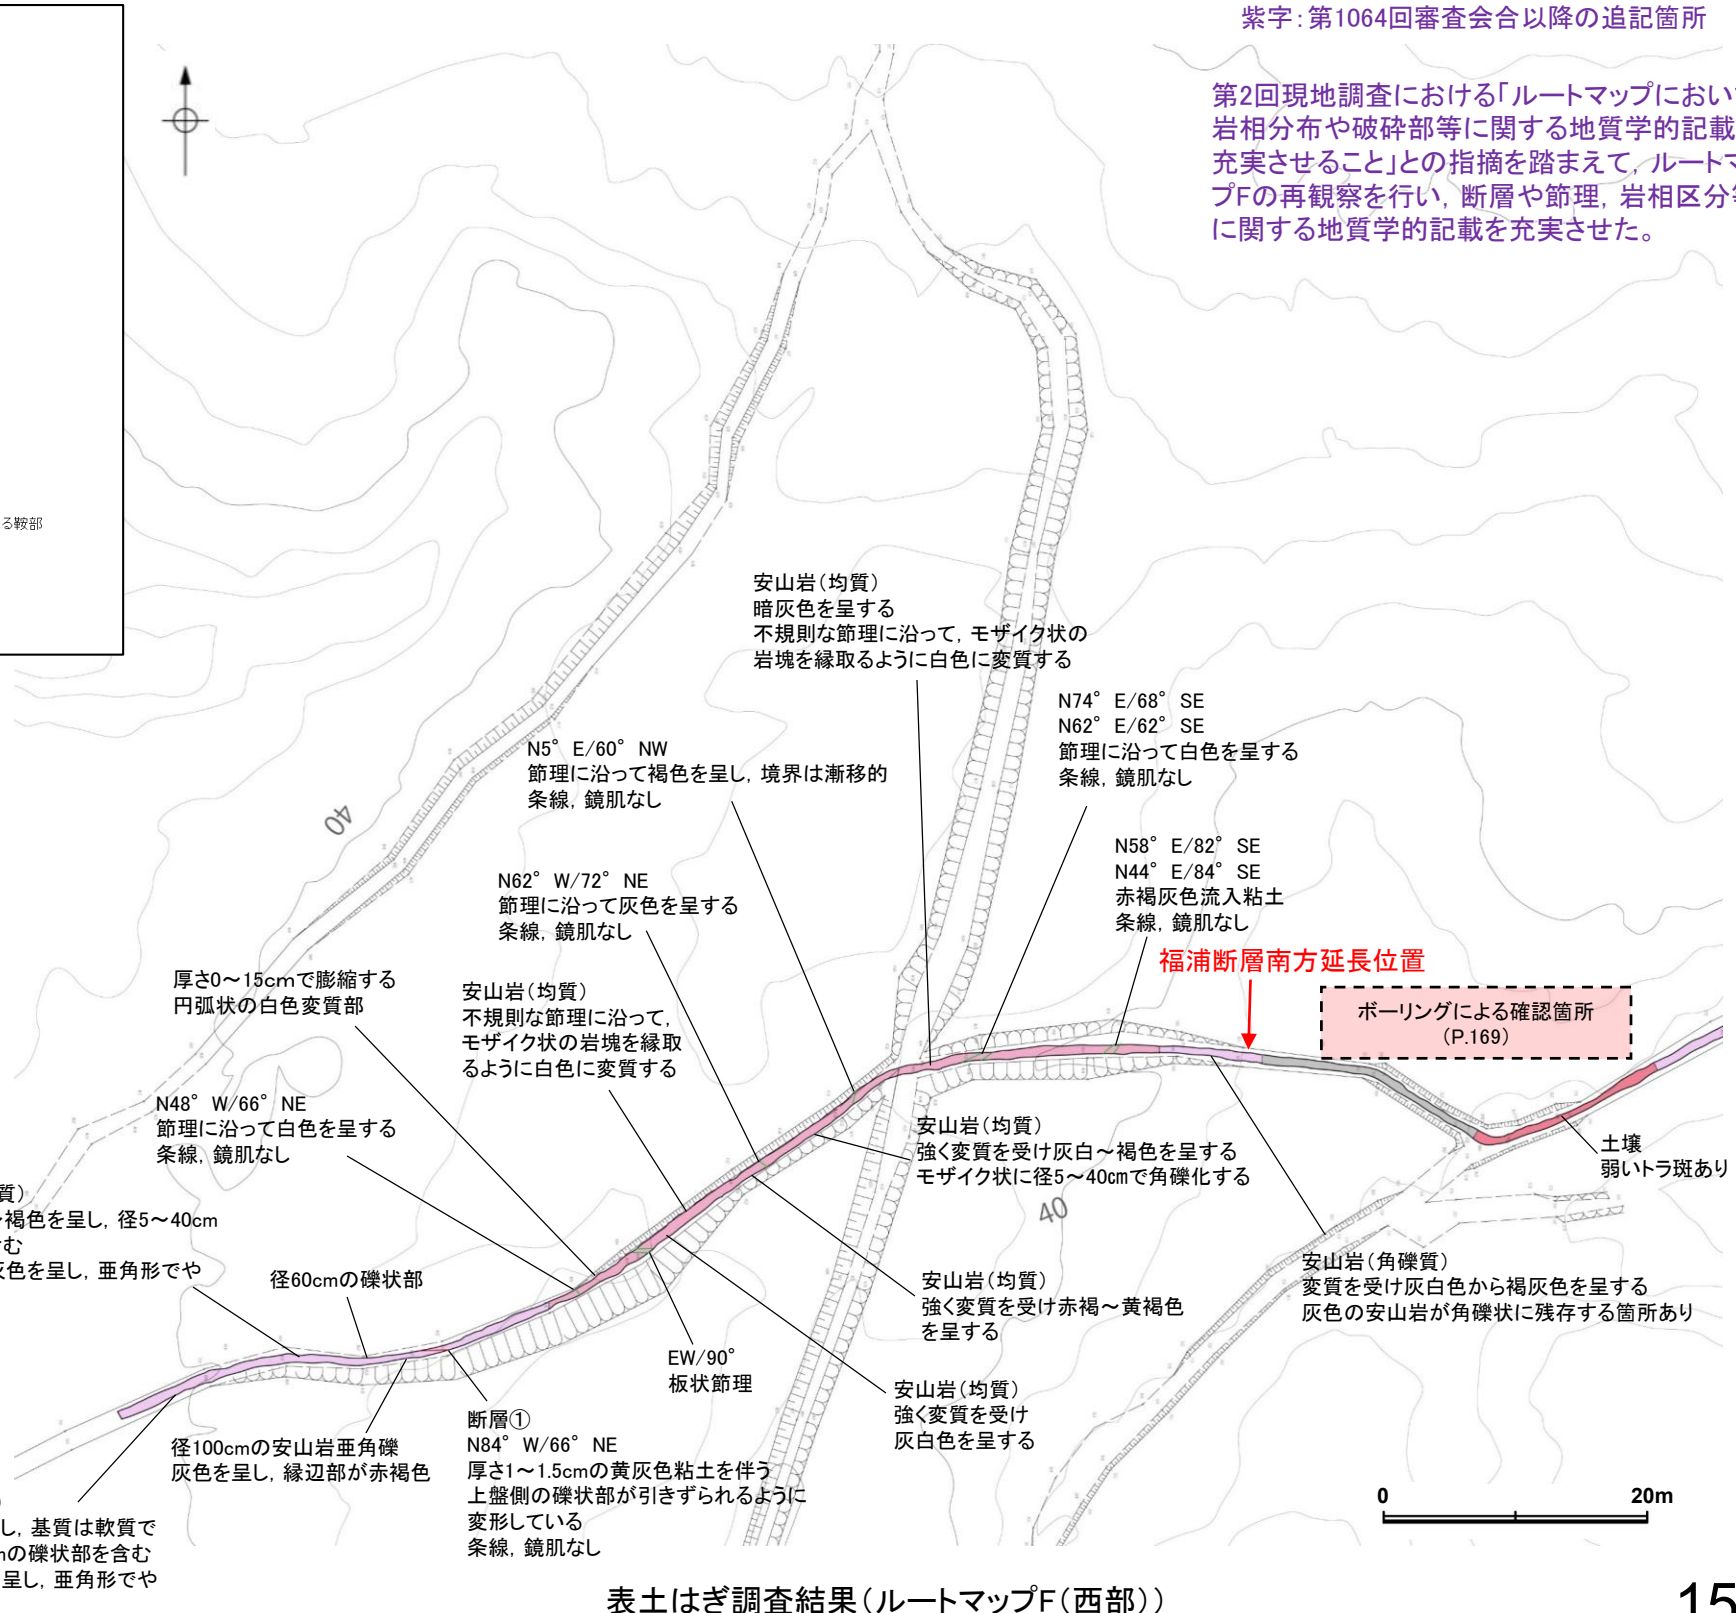 紫字：第1064回審査会合以降の追記箇所
第2回現地調査における「ルートマップにおいて
岩相分布や破砕部等に関する地質学的記載
充実させること」との指摘を踏まえて，ルートマ
プFの再観察を行い，断層や節理，岩相区分等
に関する地質学的記載を充実させた。
る鞍部
安山岩（均質）
暗灰色を呈する
不規則な節理に沿って，モザイク状の
岩塊を縁取るように白色に変質する
N74°E/68°SE
N62°E/62°SE
節理に沿って白色を呈する
条線，鏡肌なし
N5°E/60°NW
節理に沿って褐色を呈し，境界は漸移的
条線，鏡肌なし
40
N58°E/82°SE
N44°E/84°SE
赤褐灰色流入粘土
条線，鏡肌なし
N62°W/72°NE
節理に沿って灰色を呈する
条線，鏡肌なし
福浦断層南方延長位置
厚さ0～15cmで膨縮する
円弧状の白色変質部
安山岩（均質）
不規則な節理に沿って，
モザイク状の岩塊を縁取
るように白色に変質する
ボーリングによる確認箇所
（P.169）
N48°W/66°NE
節理に沿って白色を呈する
条線，鏡肌なし
安山岩（均質）
強く変質を受け灰白～褐色を呈する
モザイク状に径5～40cmで角礫化する
土壌
弱いトラ斑あり
質）
褐色を呈し，径5～40cm
む
灰色を呈し，亜角形でや
40
径60cmの礫状部
安山岩（均質）
強く変質を受け赤褐～黄褐色
を呈する
安山岩（角礫質）
変質を受け灰白色から褐灰色を呈する
灰色の安山岩が角礫状に残存する箇所あり
EW/90°
板状節理
安山岩（均質）
強く変質を受け
灰白色を呈する
径100cmの安山岩亜角礫
灰色を呈し，縁辺部が赤褐色
断層①
N84°W/66°NE
厚さ1～1.5cmの黄灰色粘土を伴う
上盤側の礫状部が引きずられるように
変形している
条線，鏡肌なし
）
し，基質は軟質で
mの礫状部を含む
呈し，亜角形でや
0 20m
表土はぎ調査結果（ルートマップF（西部））
15